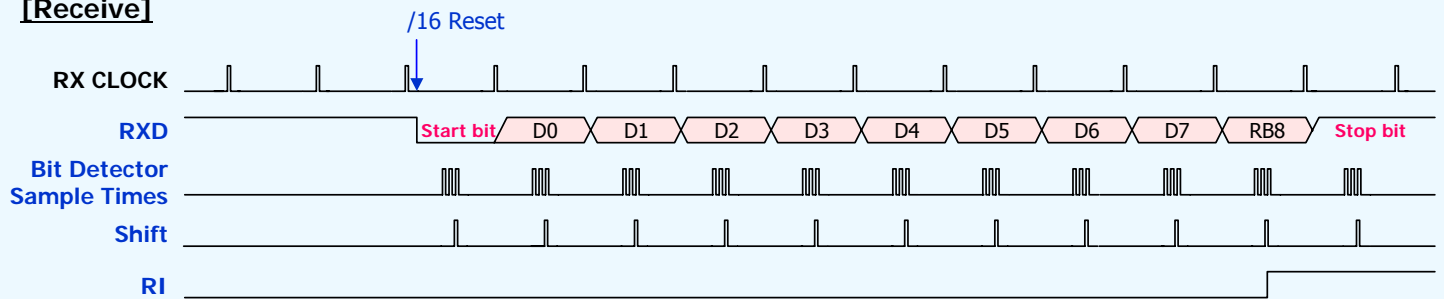 [Receive]
/16 Reset
RX CLOCK
RXD Start bit D0 D1 D2 D3 D4 D5 D6 D7 RB8 Stop bit
Bit Detector
Sample Times
Shift
RI